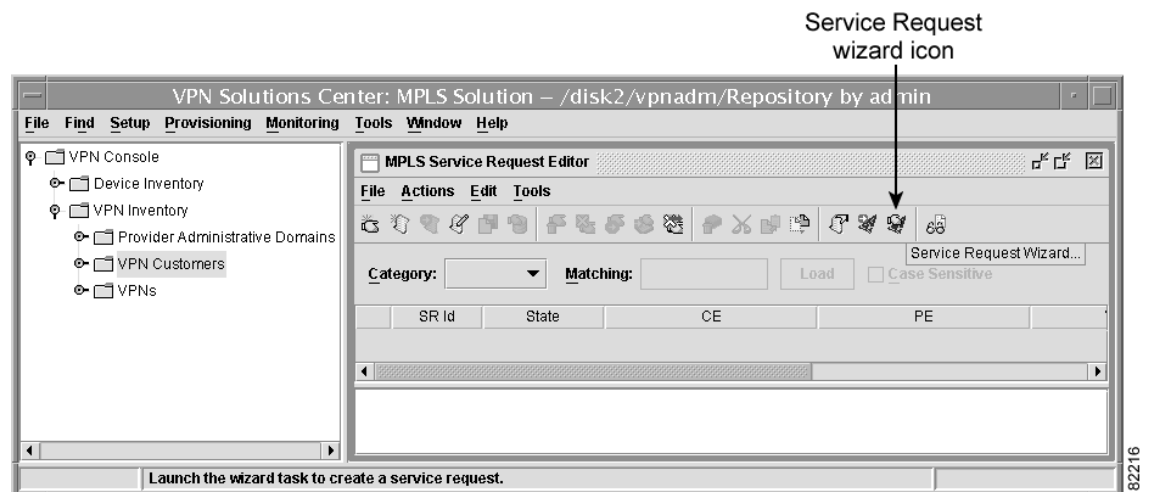 Service Request
wizard icon
VPN Solutions Center: MPLS Solution – /disk2/vpnadm/Repository by admin
File Find Setup Provisioning Monitoring Tools Window Help
VPN Console
Device Inventory
VPN Inventory
Provider Administrative Domains
VPN Customers
VPNs
MPLS Service Request Editor
File Actions Edit Tools
Service Request Wizard...
Category: Matching: Load Case Sensitive
SR Id State CE PE
Launch the wizard task to create a service request.
82216